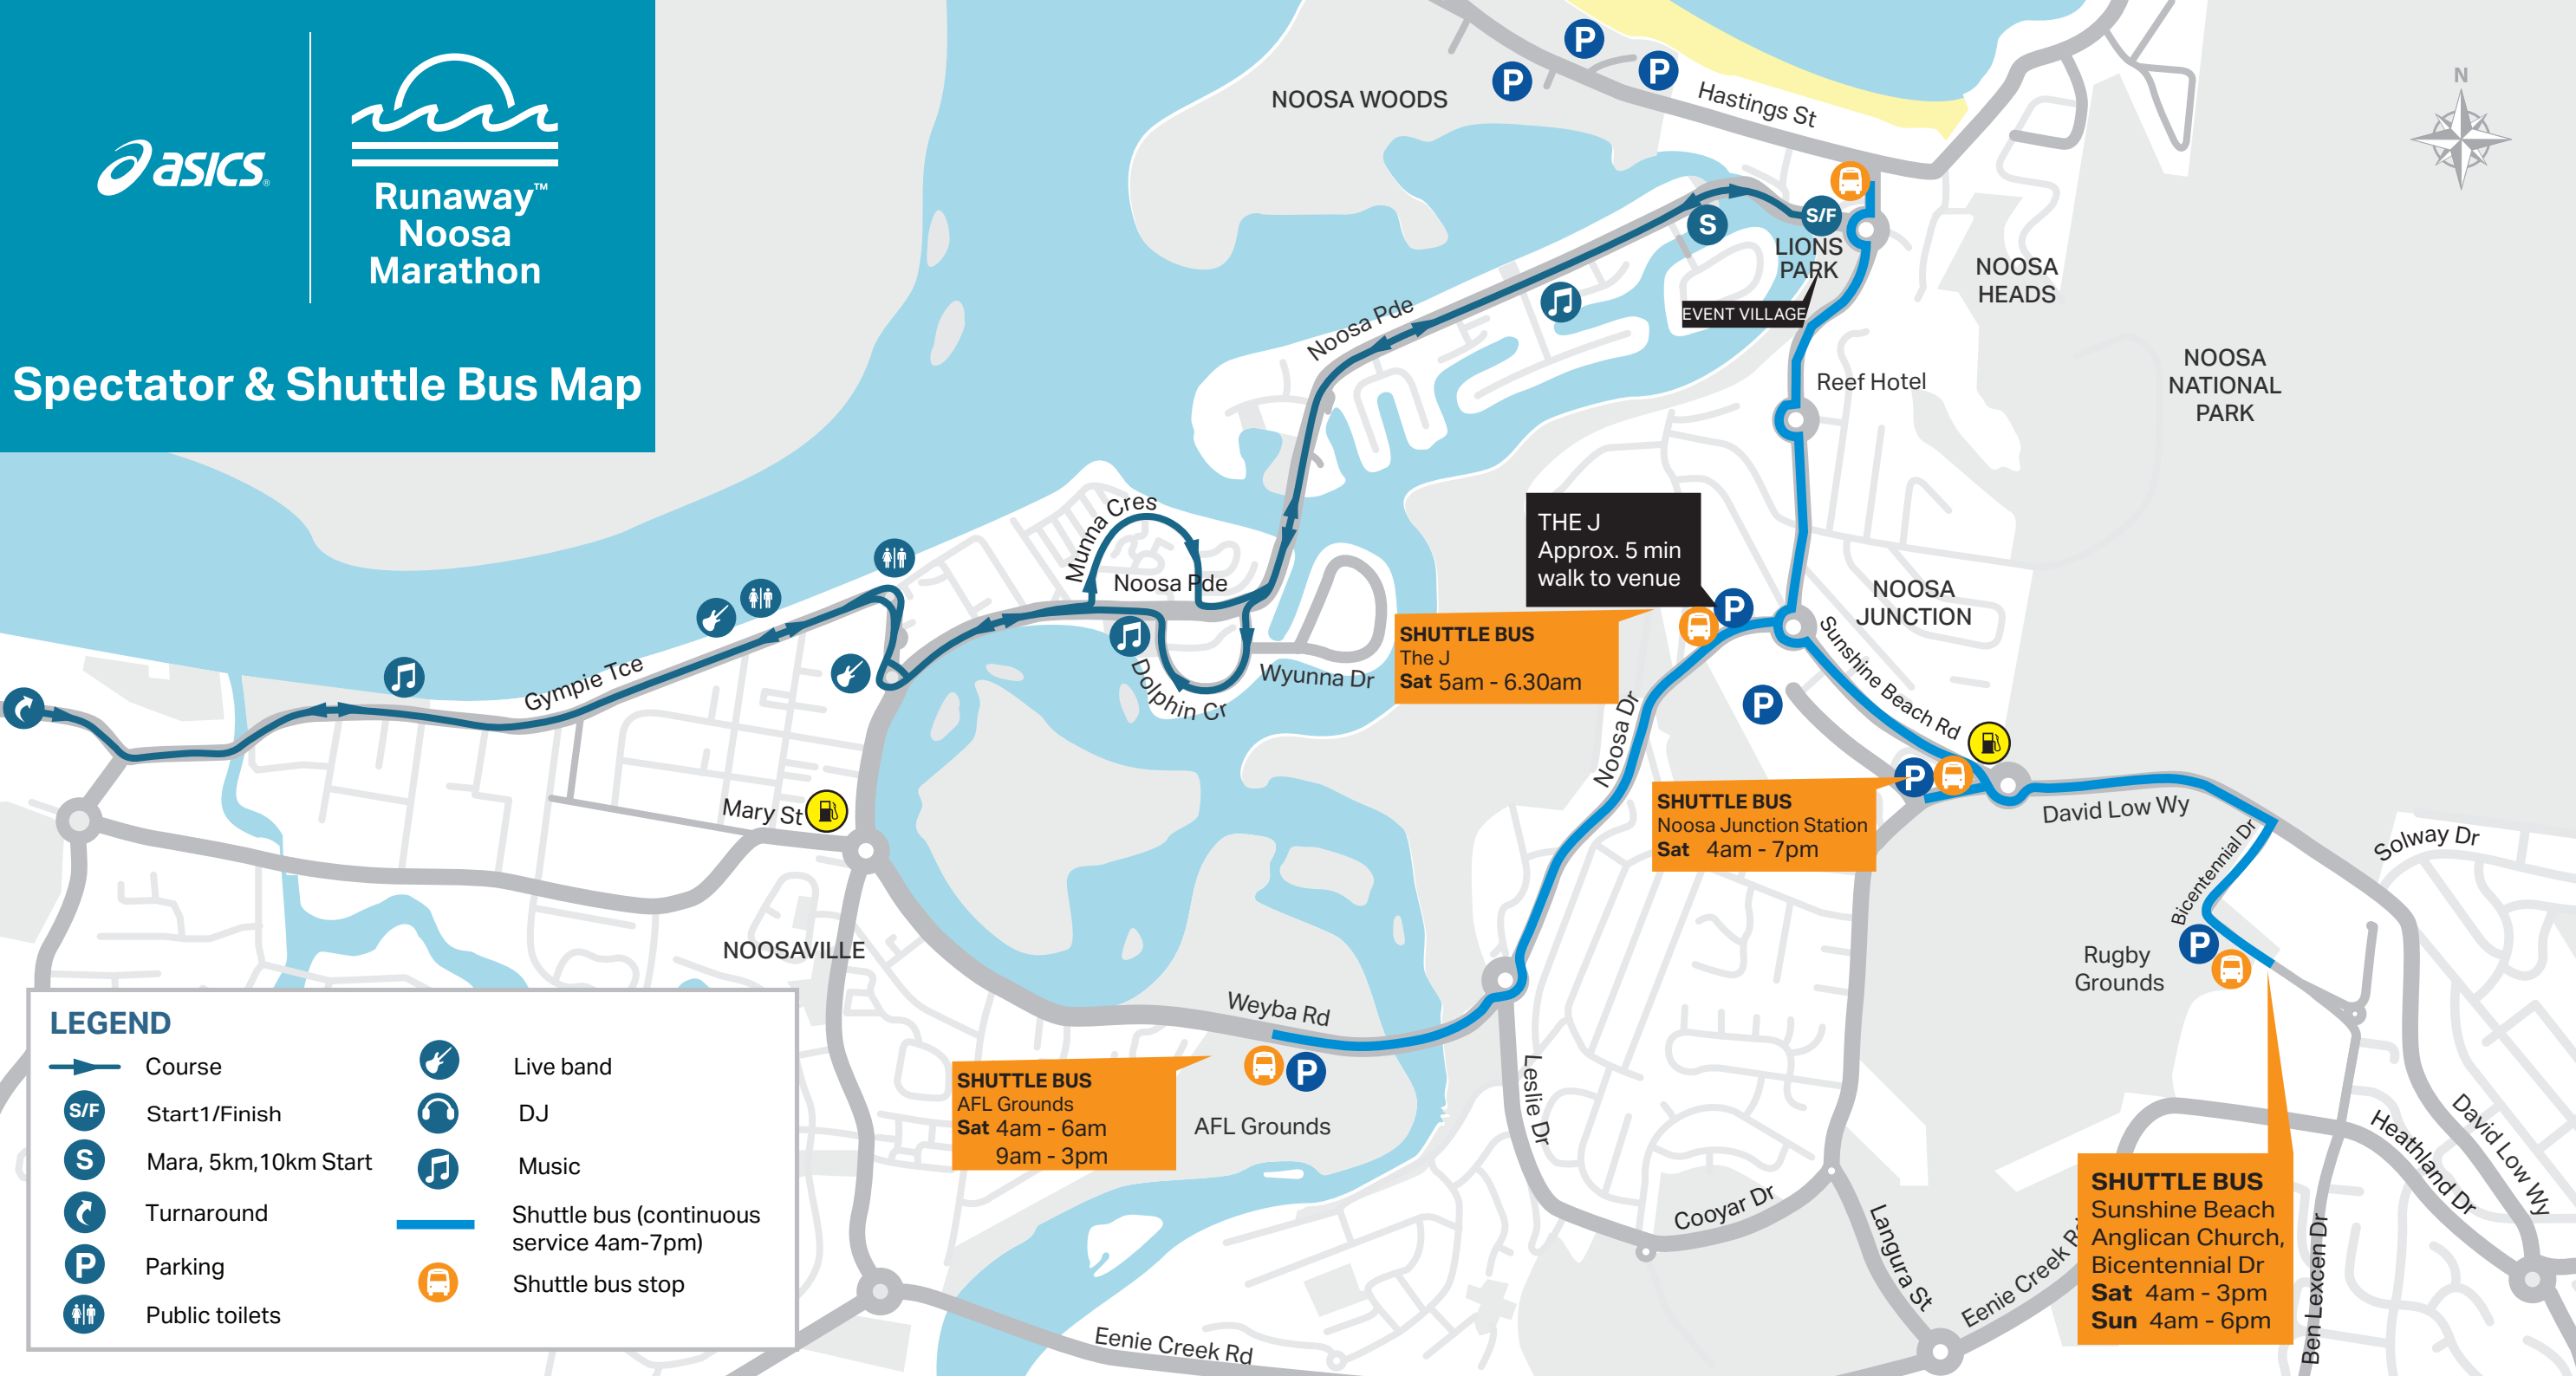 asics®
Runaway™
Noosa
Marathon
Spectator & Shuttle Bus Map
N
P
P
P
NOOSA WOODS
Hastings St
S/F
S
LIONS
PARK
EVENT VILLAGE
NOOSA
HEADS
NOOSA
NATIONAL
PARK
Noosa Pde
Reef Hotel
Munna Cres
Noosa Pde
THE J
Approx. 5 min
walk to venue
P
NOOSA
JUNCTION
SHUTTLE BUS
The J
Sat 5am - 6.30am
Sunshine Beach Rd
Gympie Tce
Dolphin Cr
Wyunna Dr
Noosa Dr
P
P
SHUTTLE BUS
Noosa Junction Station
Sat 4am - 7pm
David Low Wy
Mary St
Solway Dr
Bicentennial Dr
P
Rugby
Grounds
NOOSAVILLE
Weyba Rd
P
SHUTTLE BUS
AFL Grounds
Sat 4am - 6am
9am - 3pm
AFL Grounds
Leslie Dr
Cooyar Dr
Langura St
Eenie Creek Rd
Heathland Dr
David Low Wy
Ben Lexcen Dr
SHUTTLE BUS
Sunshine Beach
Anglican Church,
Bicentennial Dr
Sat 4am - 3pm
Sun 4am - 6pm
Eenie Creek Rd
LEGEND
Course
S/F Start1/Finish
S Mara, 5km,10km Start
Turnaround
P Parking
Public toilets
Live band
DJ
Music
Shuttle bus (continuous
service 4am-7pm)
Shuttle bus stop